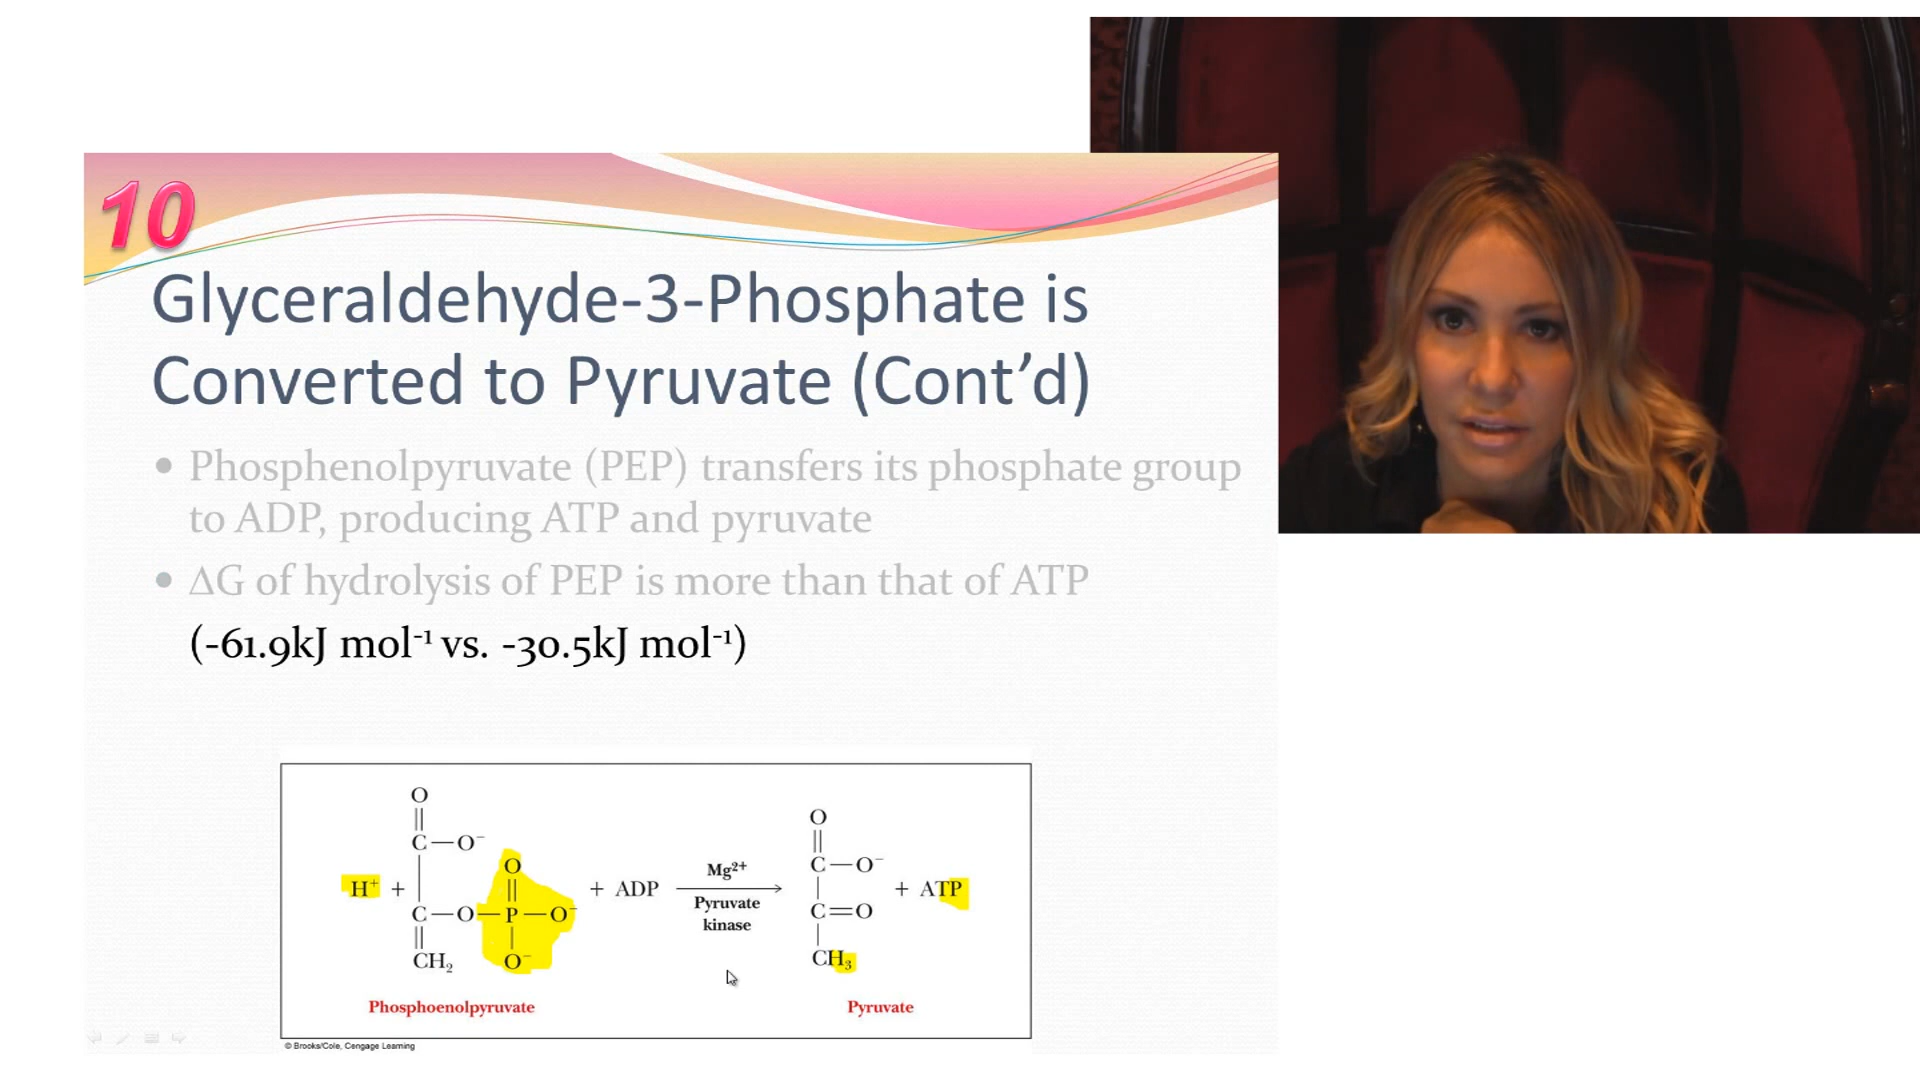 10
Glyceraldehyde-3-Phosphate is
Converted to Pyruvate (Cont’d)
• Phosphenolpyruvate (PEP) transfers its phosphate group
to ADP, producing ATP and pyruvate
• ΔG of hydrolysis of PEP is more than that of ATP
(-61.9kJ mol⁻¹ vs. -30.5kJ mol⁻¹)
O
C—O⁻
H⁺ +
O
C—O—P—O⁻
CH₂
O⁻
+ ADP
Mg²⁺
Pyruvate
kinase
O
C—O⁻
C=O
CH₃
+ ATP
Phosphoenolpyruvate
Pyruvate
© Brooks/Cole, Cengage Learning